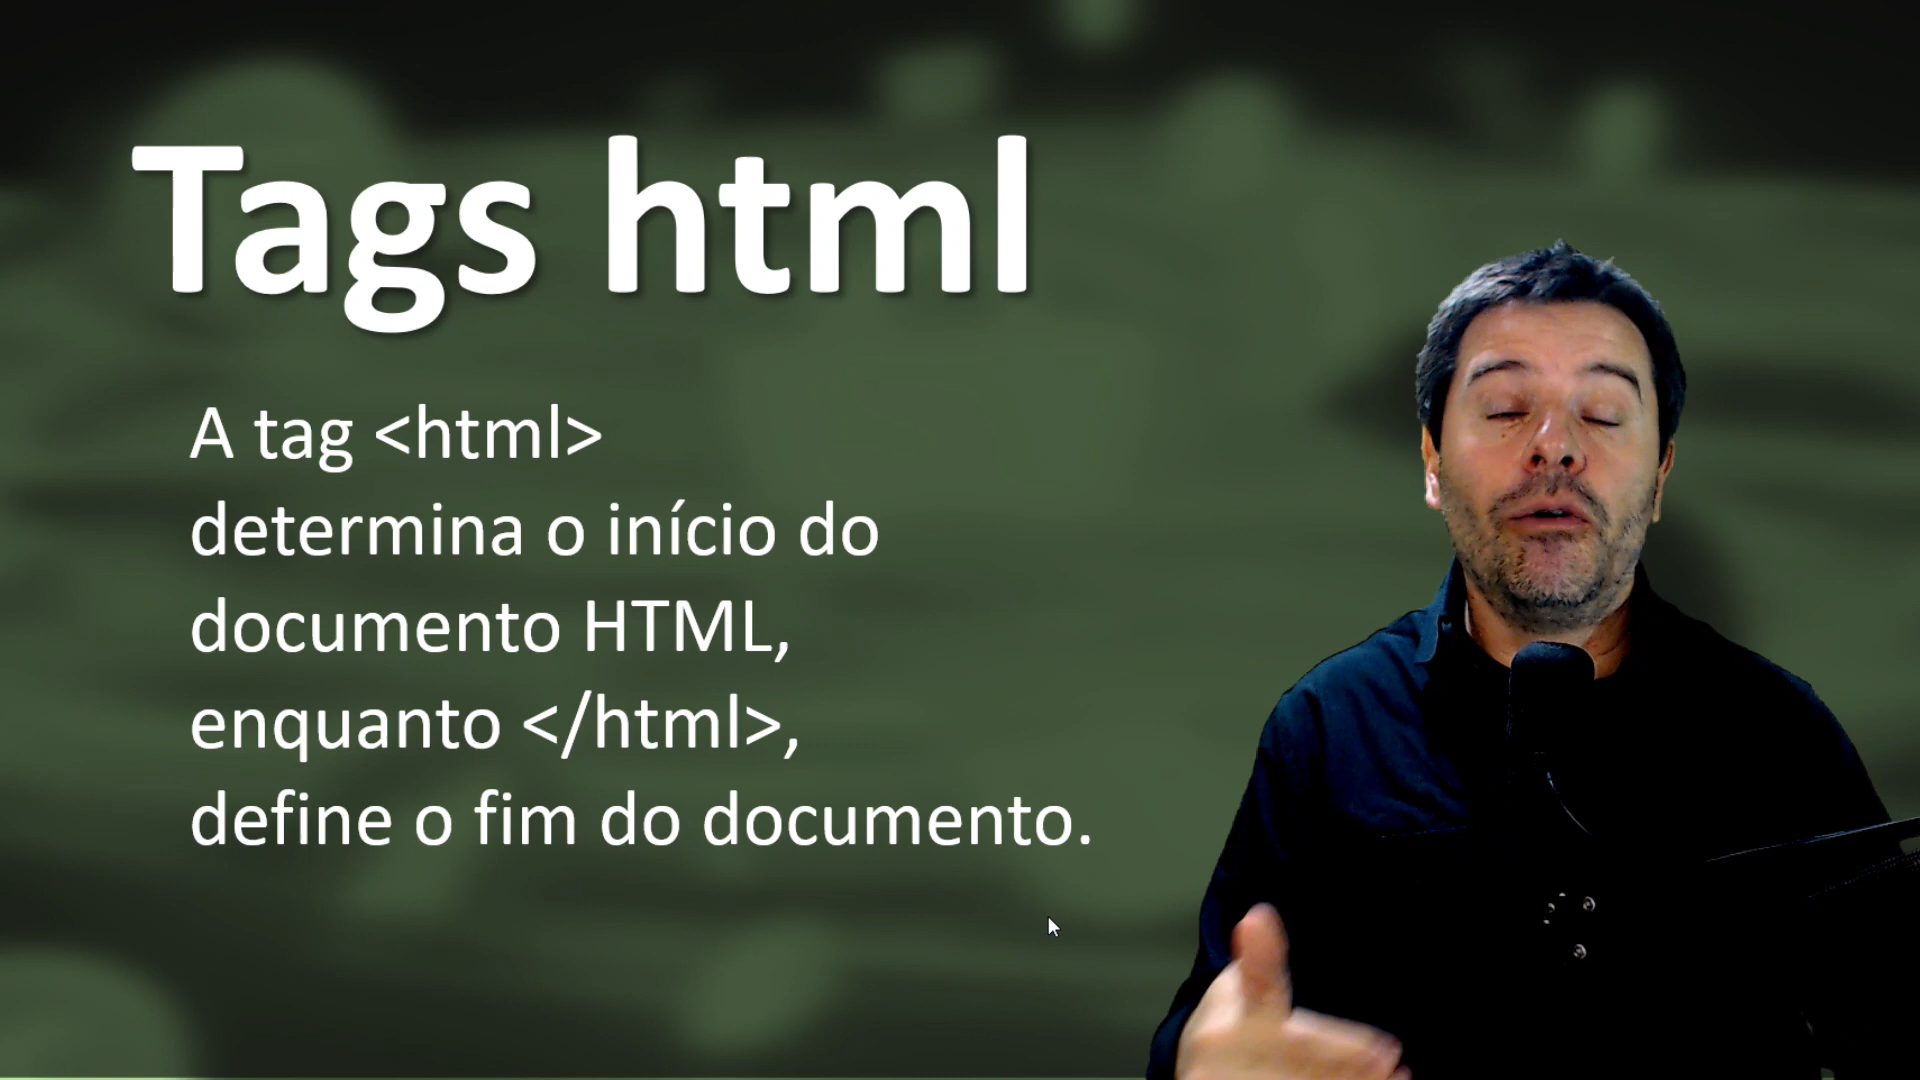 Tags html
A tag <html>
determina o início do
documento HTML,
enquanto </html>,
define o fim do documento.